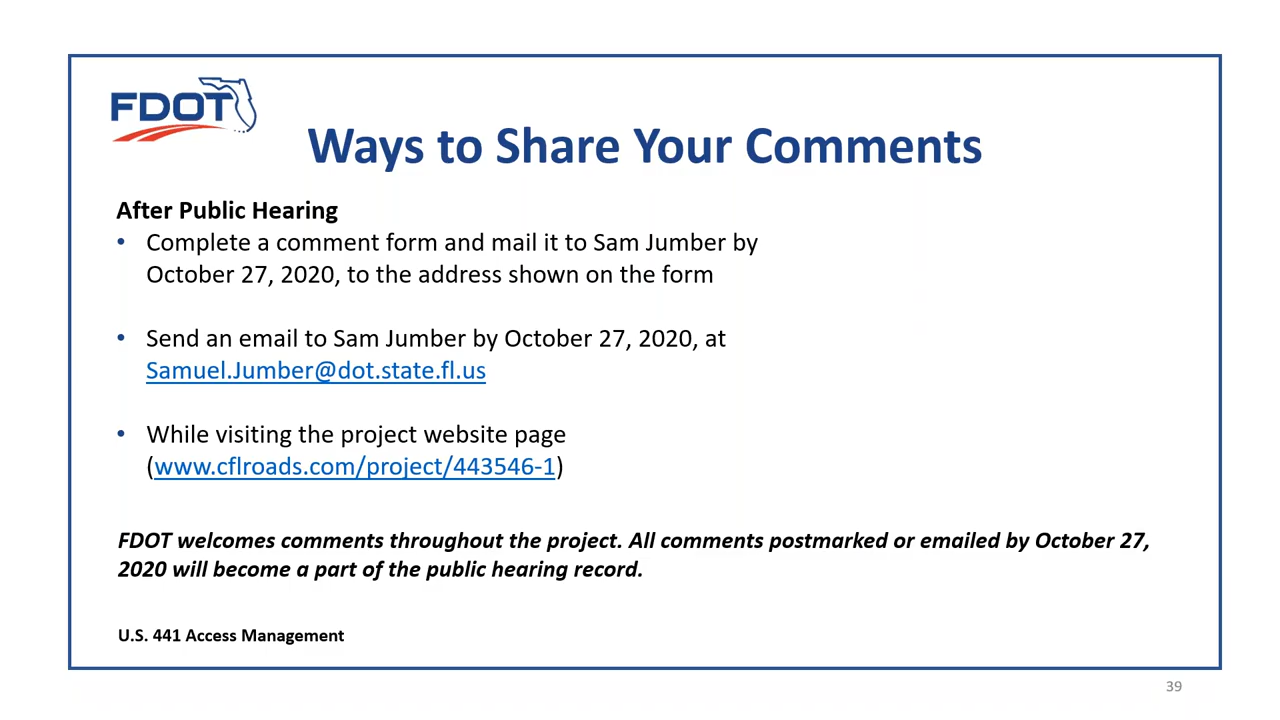 FDOT
Ways to Share Your Comments
After Public Hearing
• Complete a comment form and mail it to Sam Jumber by
October 27, 2020, to the address shown on the form
• Send an email to Sam Jumber by October 27, 2020, at
Samuel.Jumber@dot.state.fl.us
• While visiting the project website page
(www.cflroads.com/project/443546-1)
FDOT welcomes comments throughout the project. All comments postmarked or emailed by October 27,
2020 will become a part of the public hearing record.
U.S. 441 Access Management
39